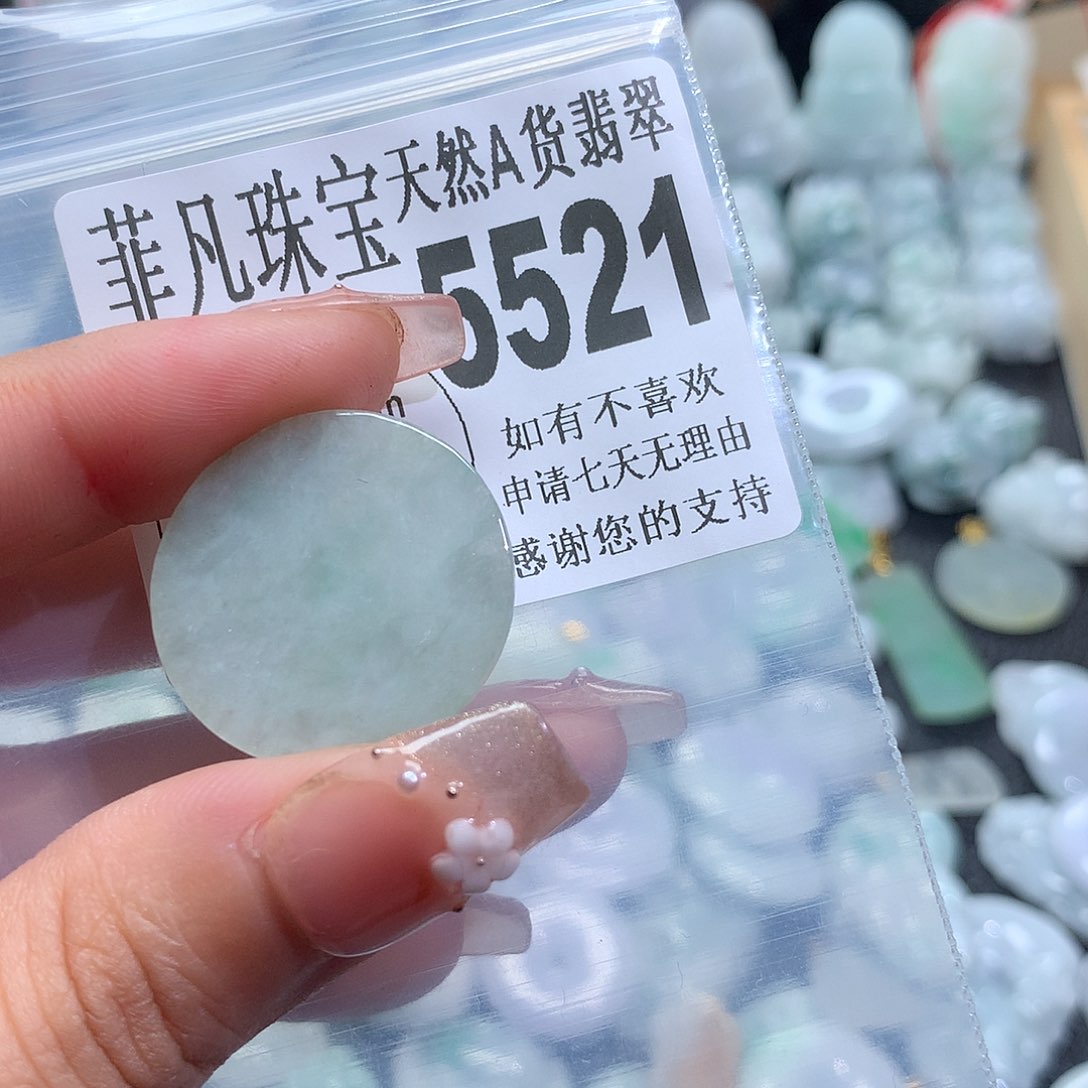 菲凡珠宝天然A货翡翠
5521
n
如有不喜欢
申请七天无理由
感谢您的支持